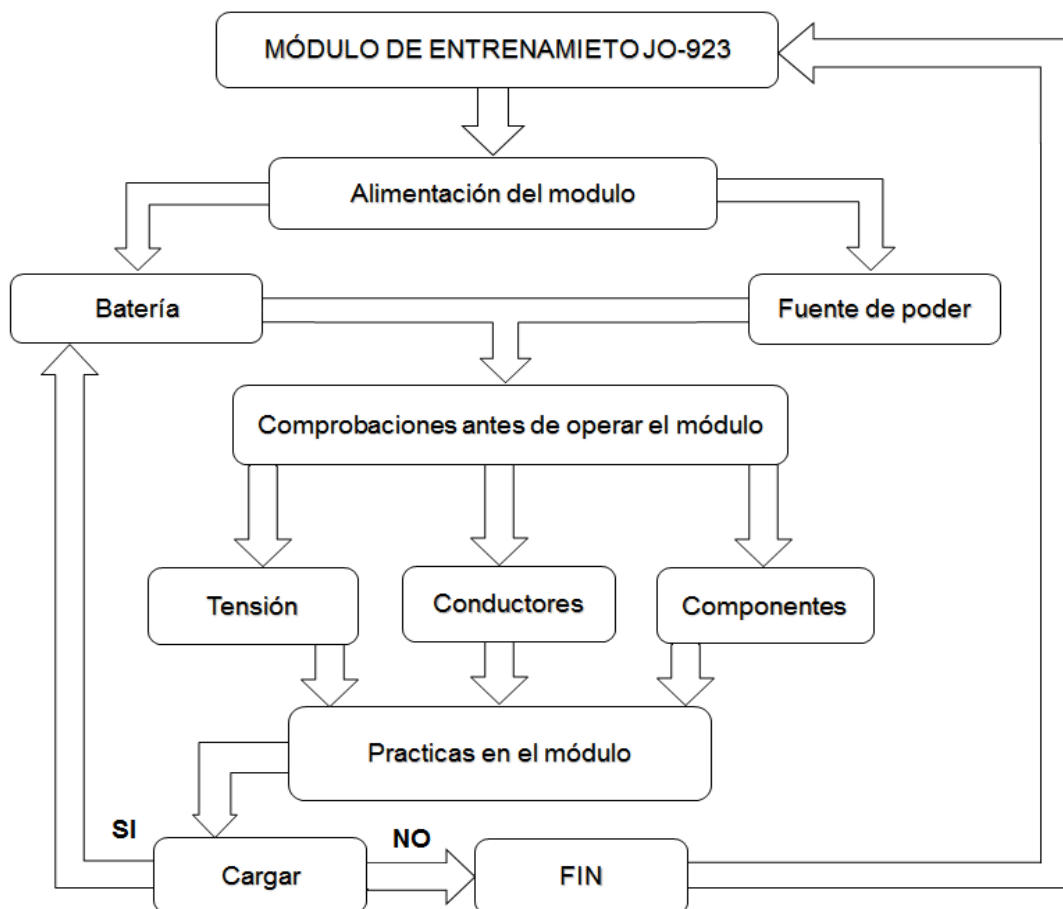 MÓDULO DE ENTRENAMIETO JO-923
Alimentación del modulo
Batería
Fuente de poder
Comprobaciones antes de operar el módulo
Tensión
Conductores
Componentes
Practicas en el módulo
SI
NO
Cargar
FIN